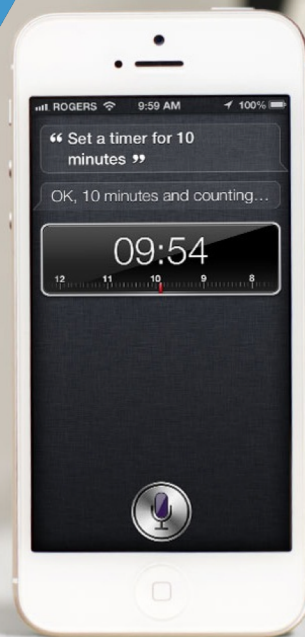 ROGERS 9:59 AM 100%
“ Set a timer for 10
minutes ”
OK, 10 minutes and counting...
09:54
12 11 10 9 8